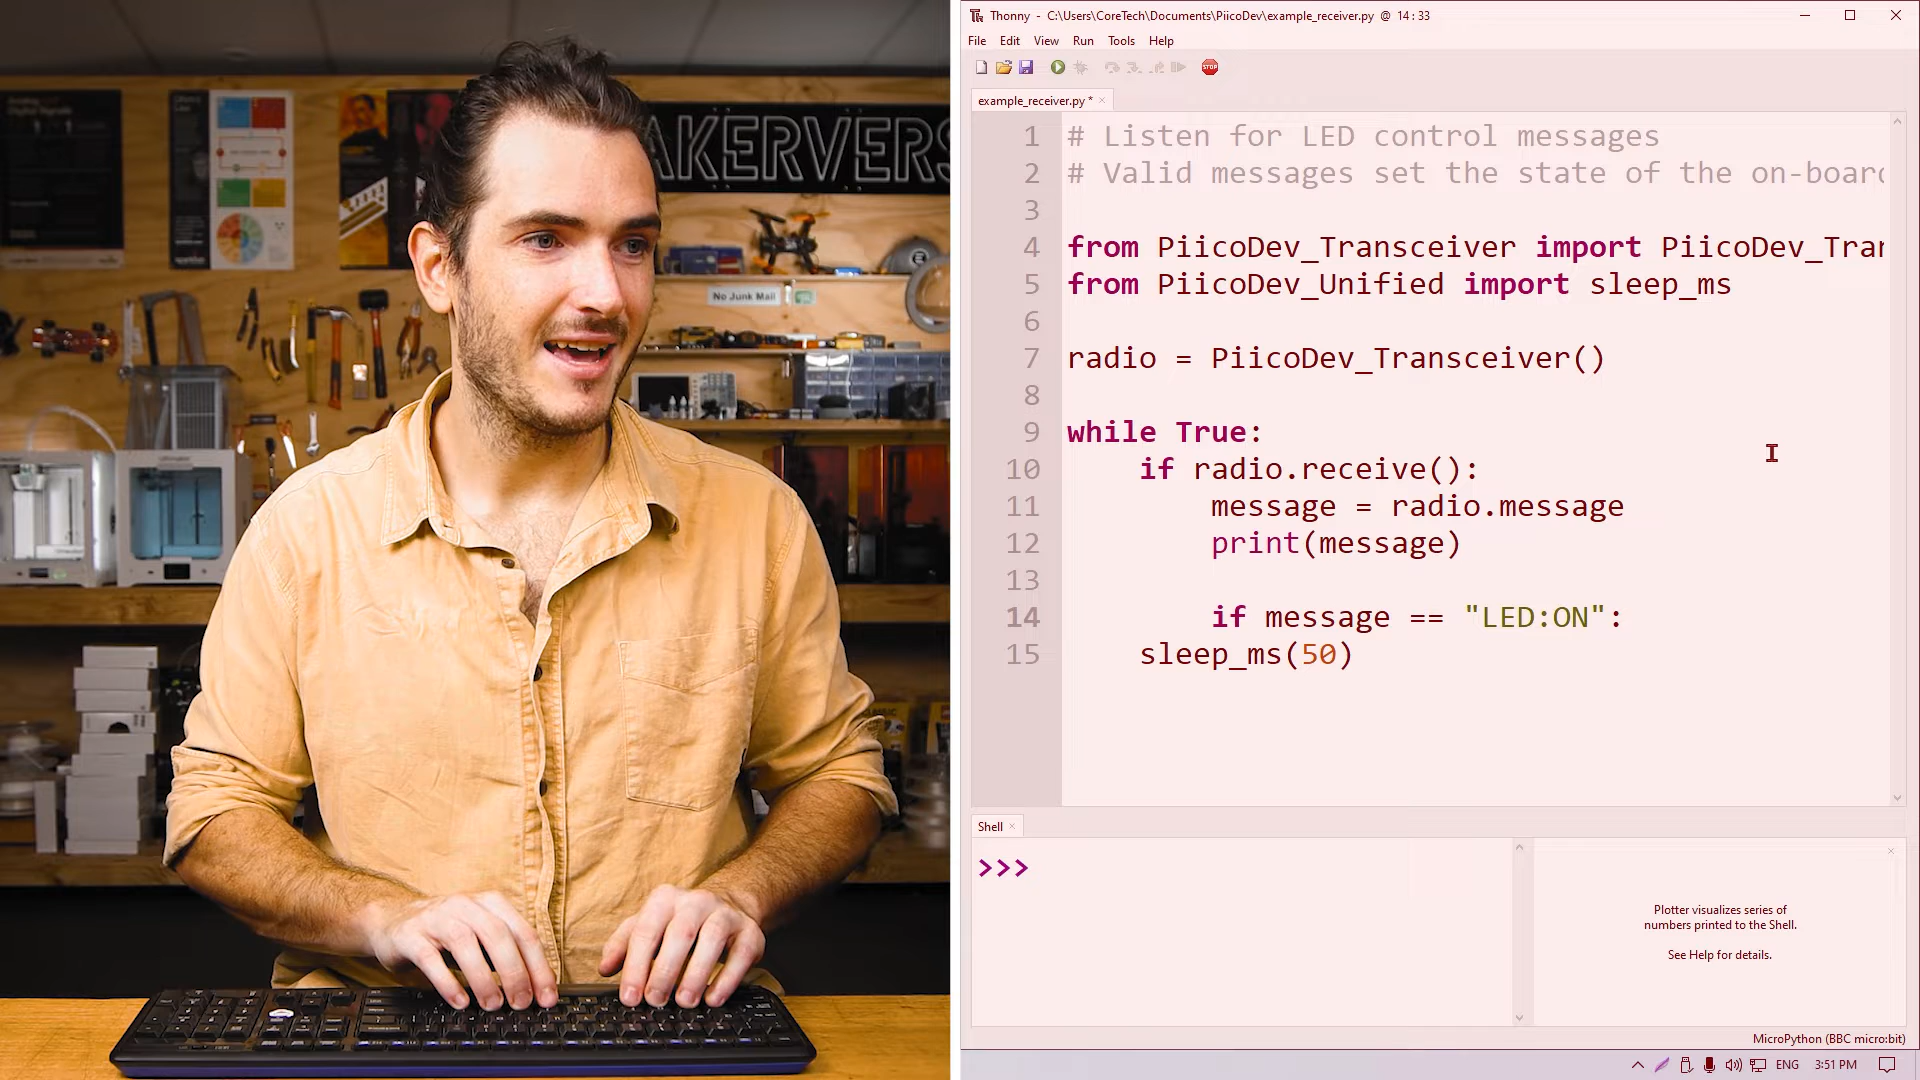 AKERVERS
No Junk Mail
Thonny - C:\Users\CoreTech\Documents\PiicoDev\example_receiver.py @ 14:33
File Edit View Run Tools Help
STOP
example_receiver.py * ×
1 # Listen for LED control messages
2 # Valid messages set the state of the on-boar
3
4 from PiicoDev_Transceiver import PiicoDev_Tran
5 from PiicoDev_Unified import sleep_ms
6
7 radio = PiicoDev_Transceiver()
8
9 while True:
10 if radio.receive():
11 message = radio.message
12 print(message)
13
14 if message == "LED:ON":
15 sleep_ms(50)
Shell ×
>>>
Plotter visualizes series of
numbers printed to the Shell.
See Help for details.
MicroPython (BBC micro:bit)
ENG 3:51 PM